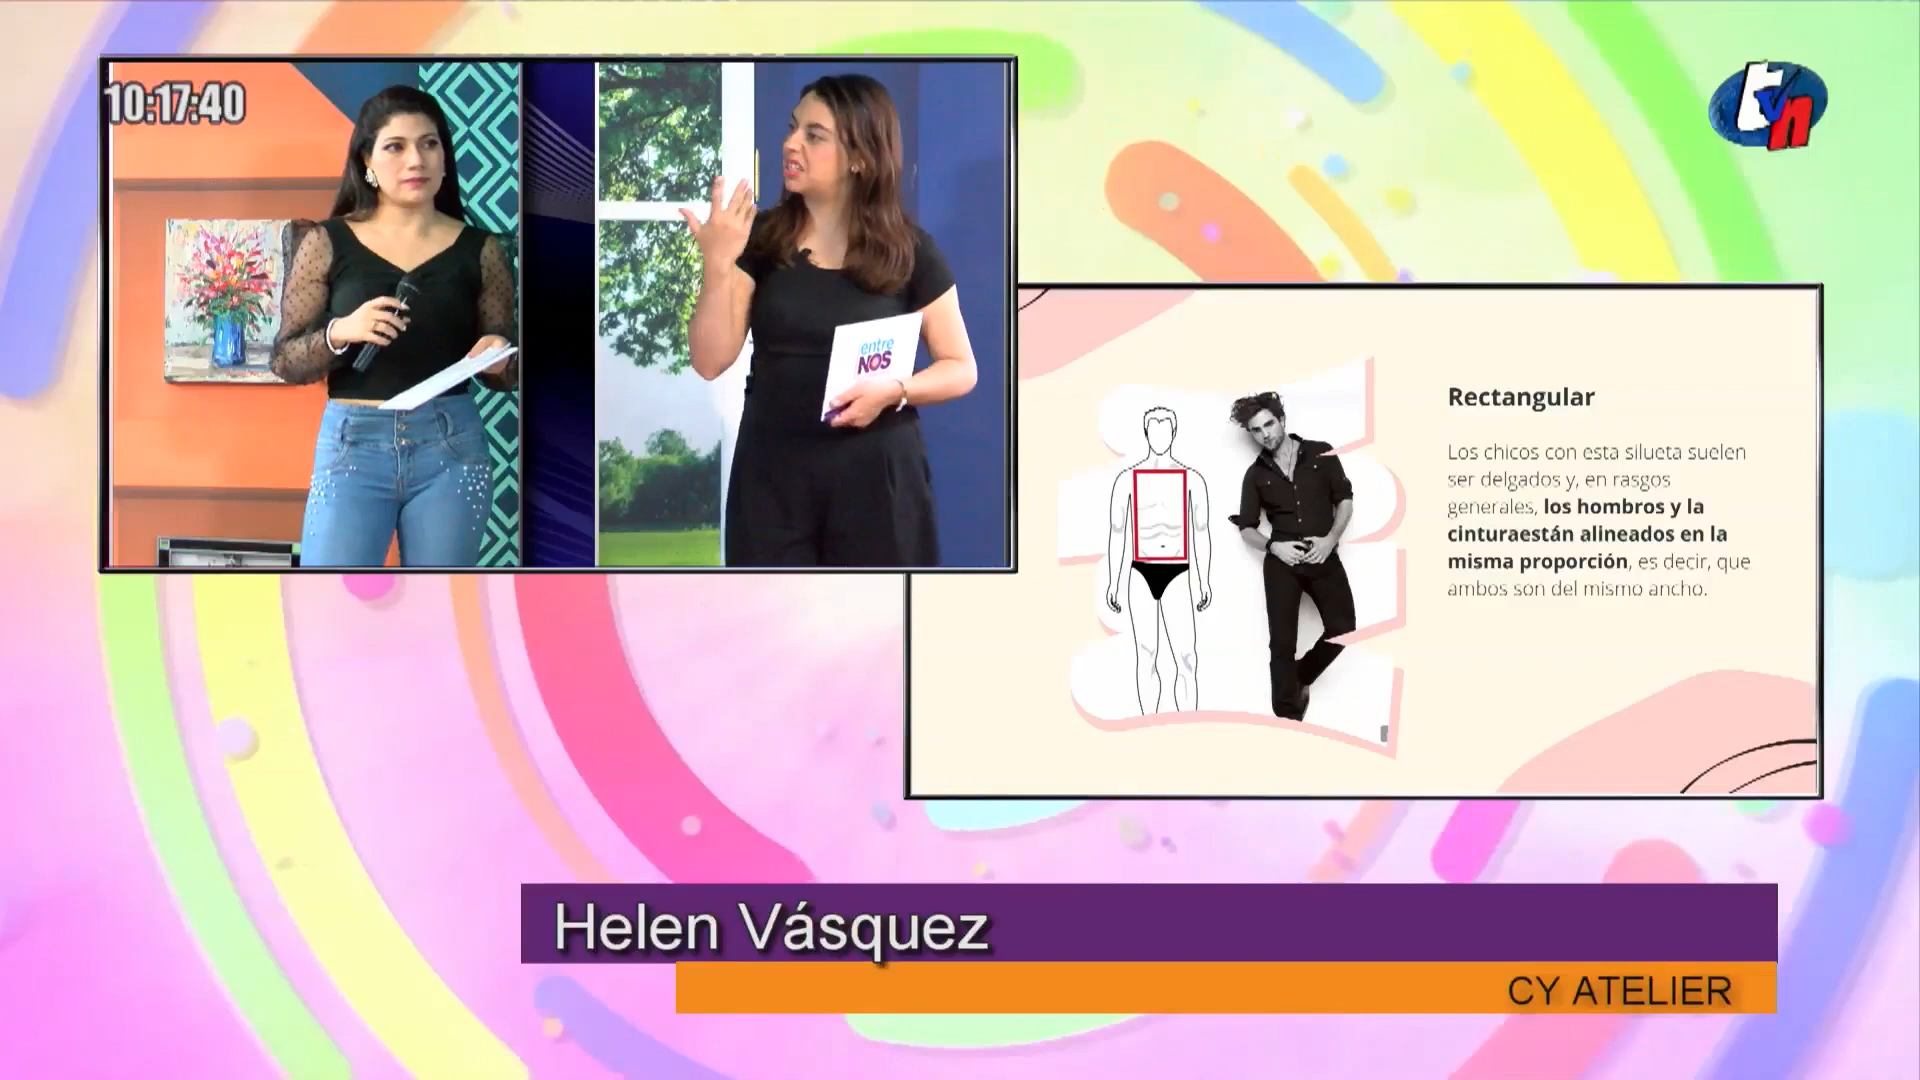 10:17:40
tvn
entre
NOS
Rectangular
Los chicos con esta silueta suelen
ser delgados y, en rasgos
generales, los hombros y la
cinturaestán alineados en la
misma proporción, es decir, que
ambos son del mismo ancho.
Helen Vásquez
CY ATELIER